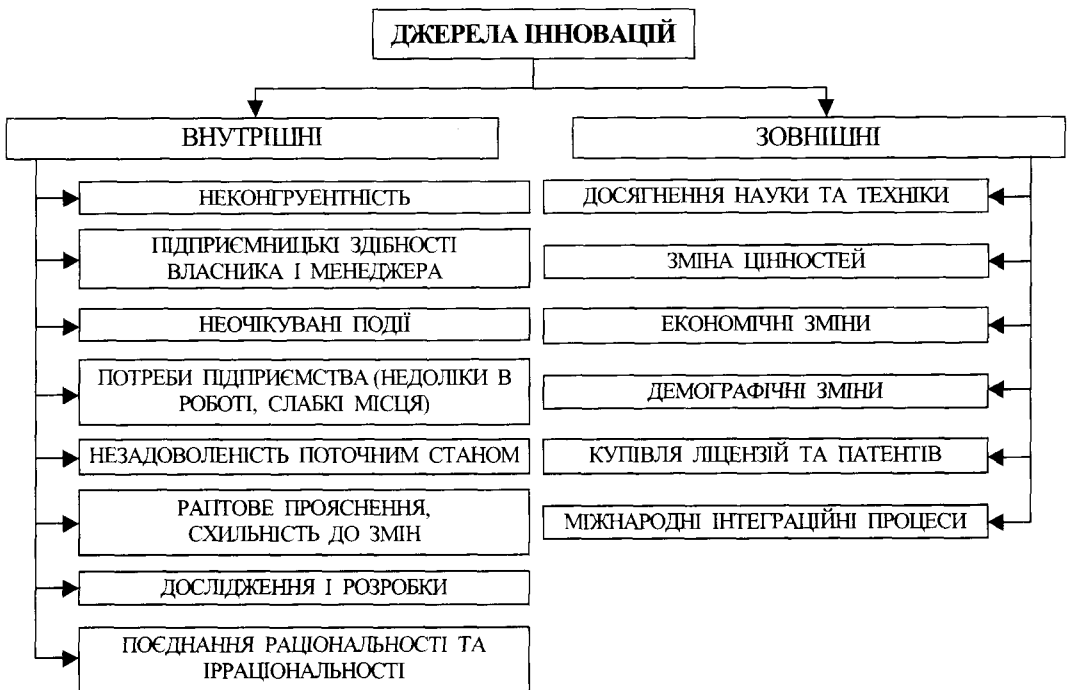 ДЖЕРЕЛА ІННОВАЦІЙ
ВНУТРІШНІ
НЕКОНГРУЕНТНІСТЬ
ПІДПРИЄМНИЦЬКІ ЗДІБНОСТІ
ВЛАСНИКА І МЕНЕДЖЕРА
НЕОЧІКУВАНІ ПОДІЇ
ПОТРЕБИ ПІДПРИЄМСТВА (НЕДОЛІКИ В
РОБОТІ, СЛАБКІ МІСЦЯ)
НЕЗАДОВОЛЕНІСТЬ ПОТОЧНИМ СТАНОМ
РАПТОВЕ ПРОЯСНЕННЯ,
СХИЛЬНІСТЬ ДО ЗМІН
ДОСЛІДЖЕННЯ І РОЗРОБКИ
ПОЄДНАННЯ РАЦІОНАЛЬНОСТІ ТА
ІРРАЦІОНАЛЬНОСТІ
ЗОВНІШНІ
ДОСЯГНЕННЯ НАУКИ ТА ТЕХНІКИ
ЗМІНА ЦІННОСТЕЙ
ЕКОНОМІЧНІ ЗМІНИ
ДЕМОГРАФІЧНІ ЗМІНИ
КУПІВЛЯ ЛІЦЕНЗІЙ ТА ПАТЕНТІВ
МІЖНАРОДНІ ІНТЕГРАЦІЙНІ ПРОЦЕСИ